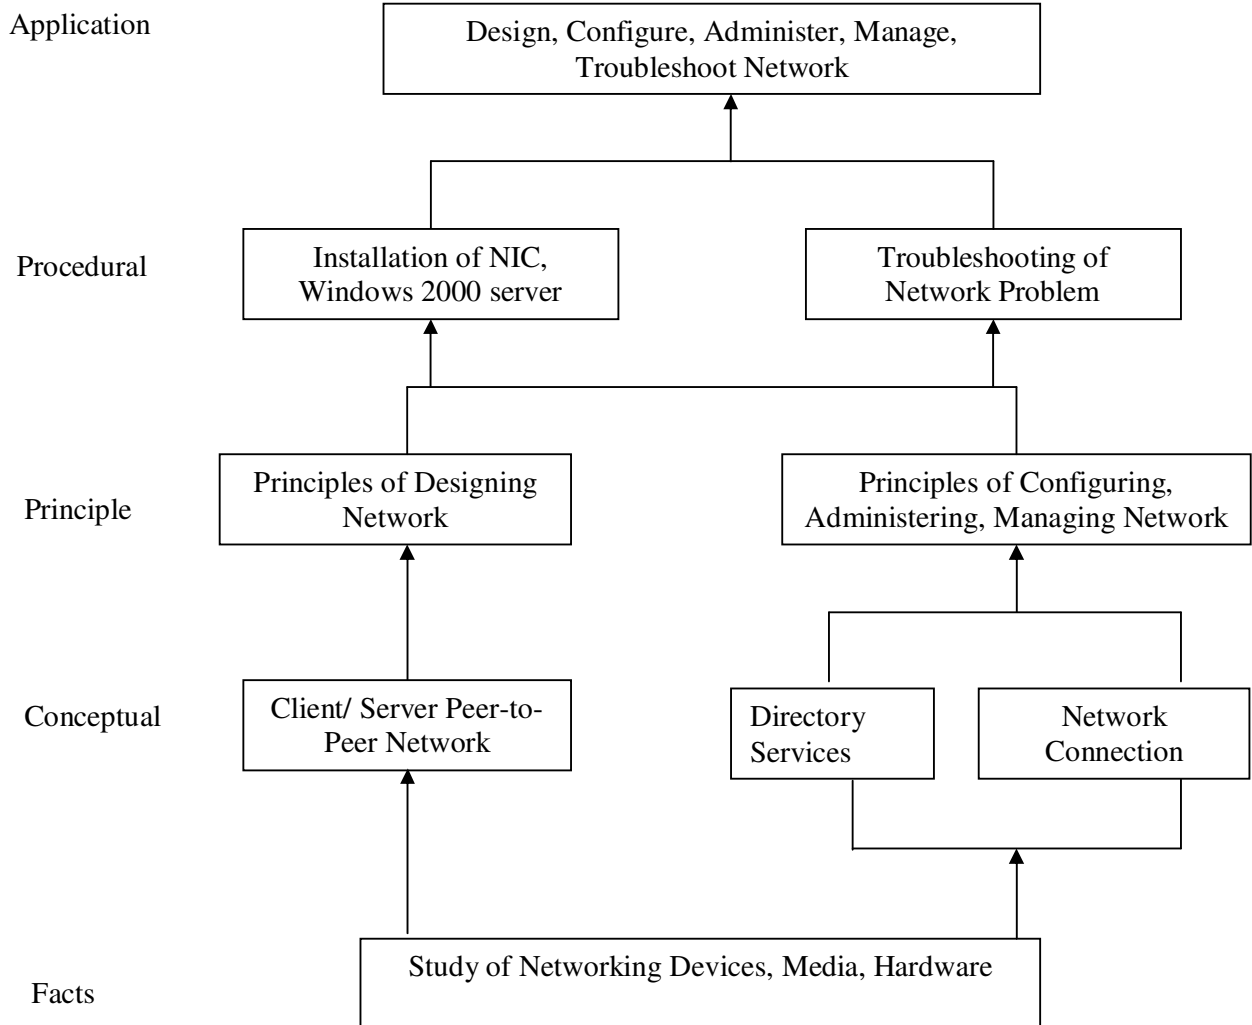 Application
Design, Configure, Administer, Manage,
Troubleshoot Network
Procedural
Installation of NIC,
Windows 2000 server
Troubleshooting of
Network Problem
Principle
Principles of Designing
Network
Principles of Configuring,
Administering, Managing Network
Conceptual
Client/ Server Peer-to-
Peer Network
Directory
Services
Network
Connection
Facts
Study of Networking Devices, Media, Hardware